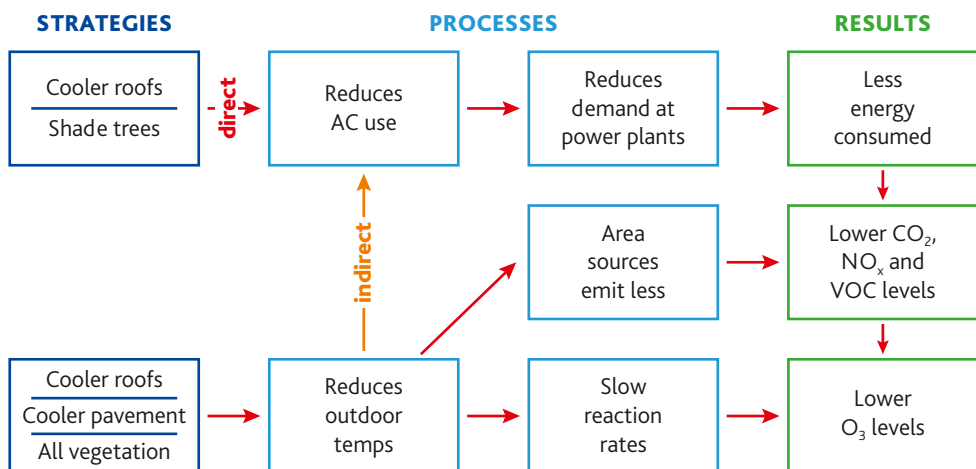 STRATEGIES
PROCESSES
RESULTS
Cooler roofs
Shade trees
direct
Reduces
AC use
Reduces
demand at
power plants
Less
energy
consumed
indirect
Area
sources
emit less
Lower CO₂,
NOₓ and
VOC levels
Cooler roofs
Cooler pavement
All vegetation
Reduces
outdoor
temps
Slow
reaction
rates
Lower
O₃ levels